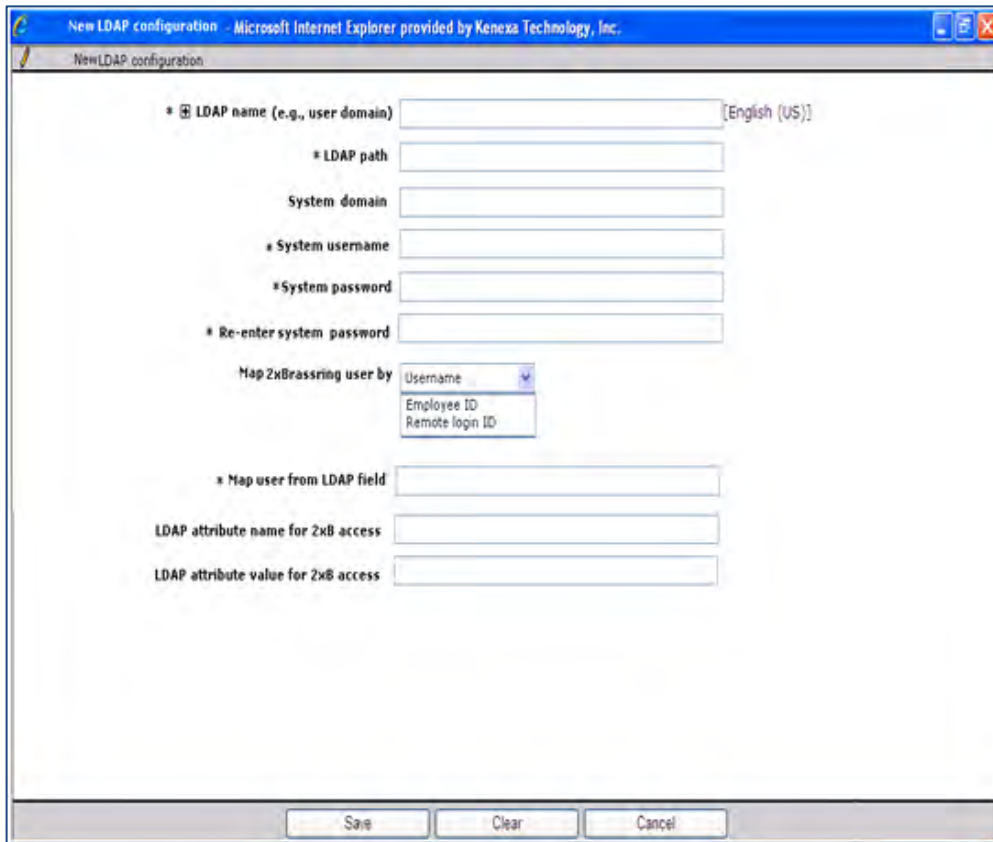 New LDAP configuration - Microsoft Internet Explorer provided by Kenexa Technology, Inc.
New LDAP configuration
* LDAP name (e.g., user domain) [English (US)]
* LDAP path
System domain
* System username
*System password
* Re-enter system password
Map 2xBrassring user by Username
Employee ID
Remote login ID
* Map user from LDAP field
LDAP attribute name for 2xB access
LDAP attribute value for 2xB access
Save Clear Cancel